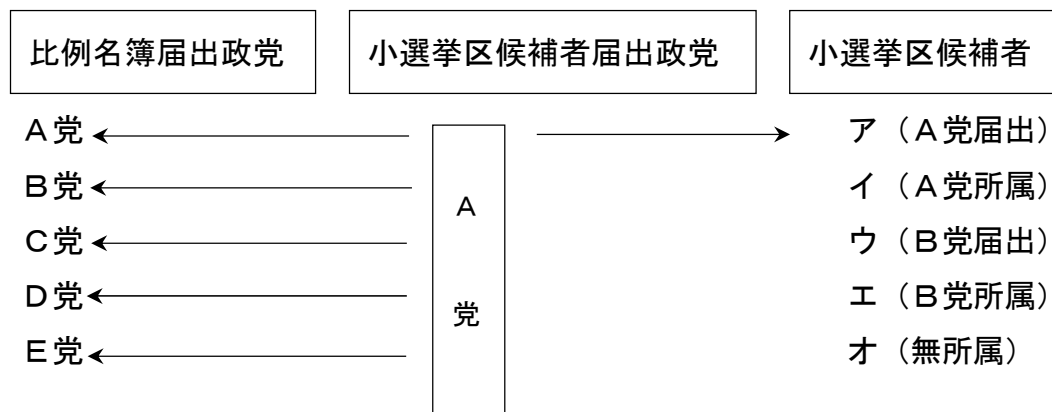 比例名簿届出政党
小選挙区候補者届出政党
小選挙区候補者
A党
B党
C党
D党
E党
A
党
ア（A党届出）
イ（A党所属）
ウ（B党届出）
エ（B党所属）
オ（無所属）